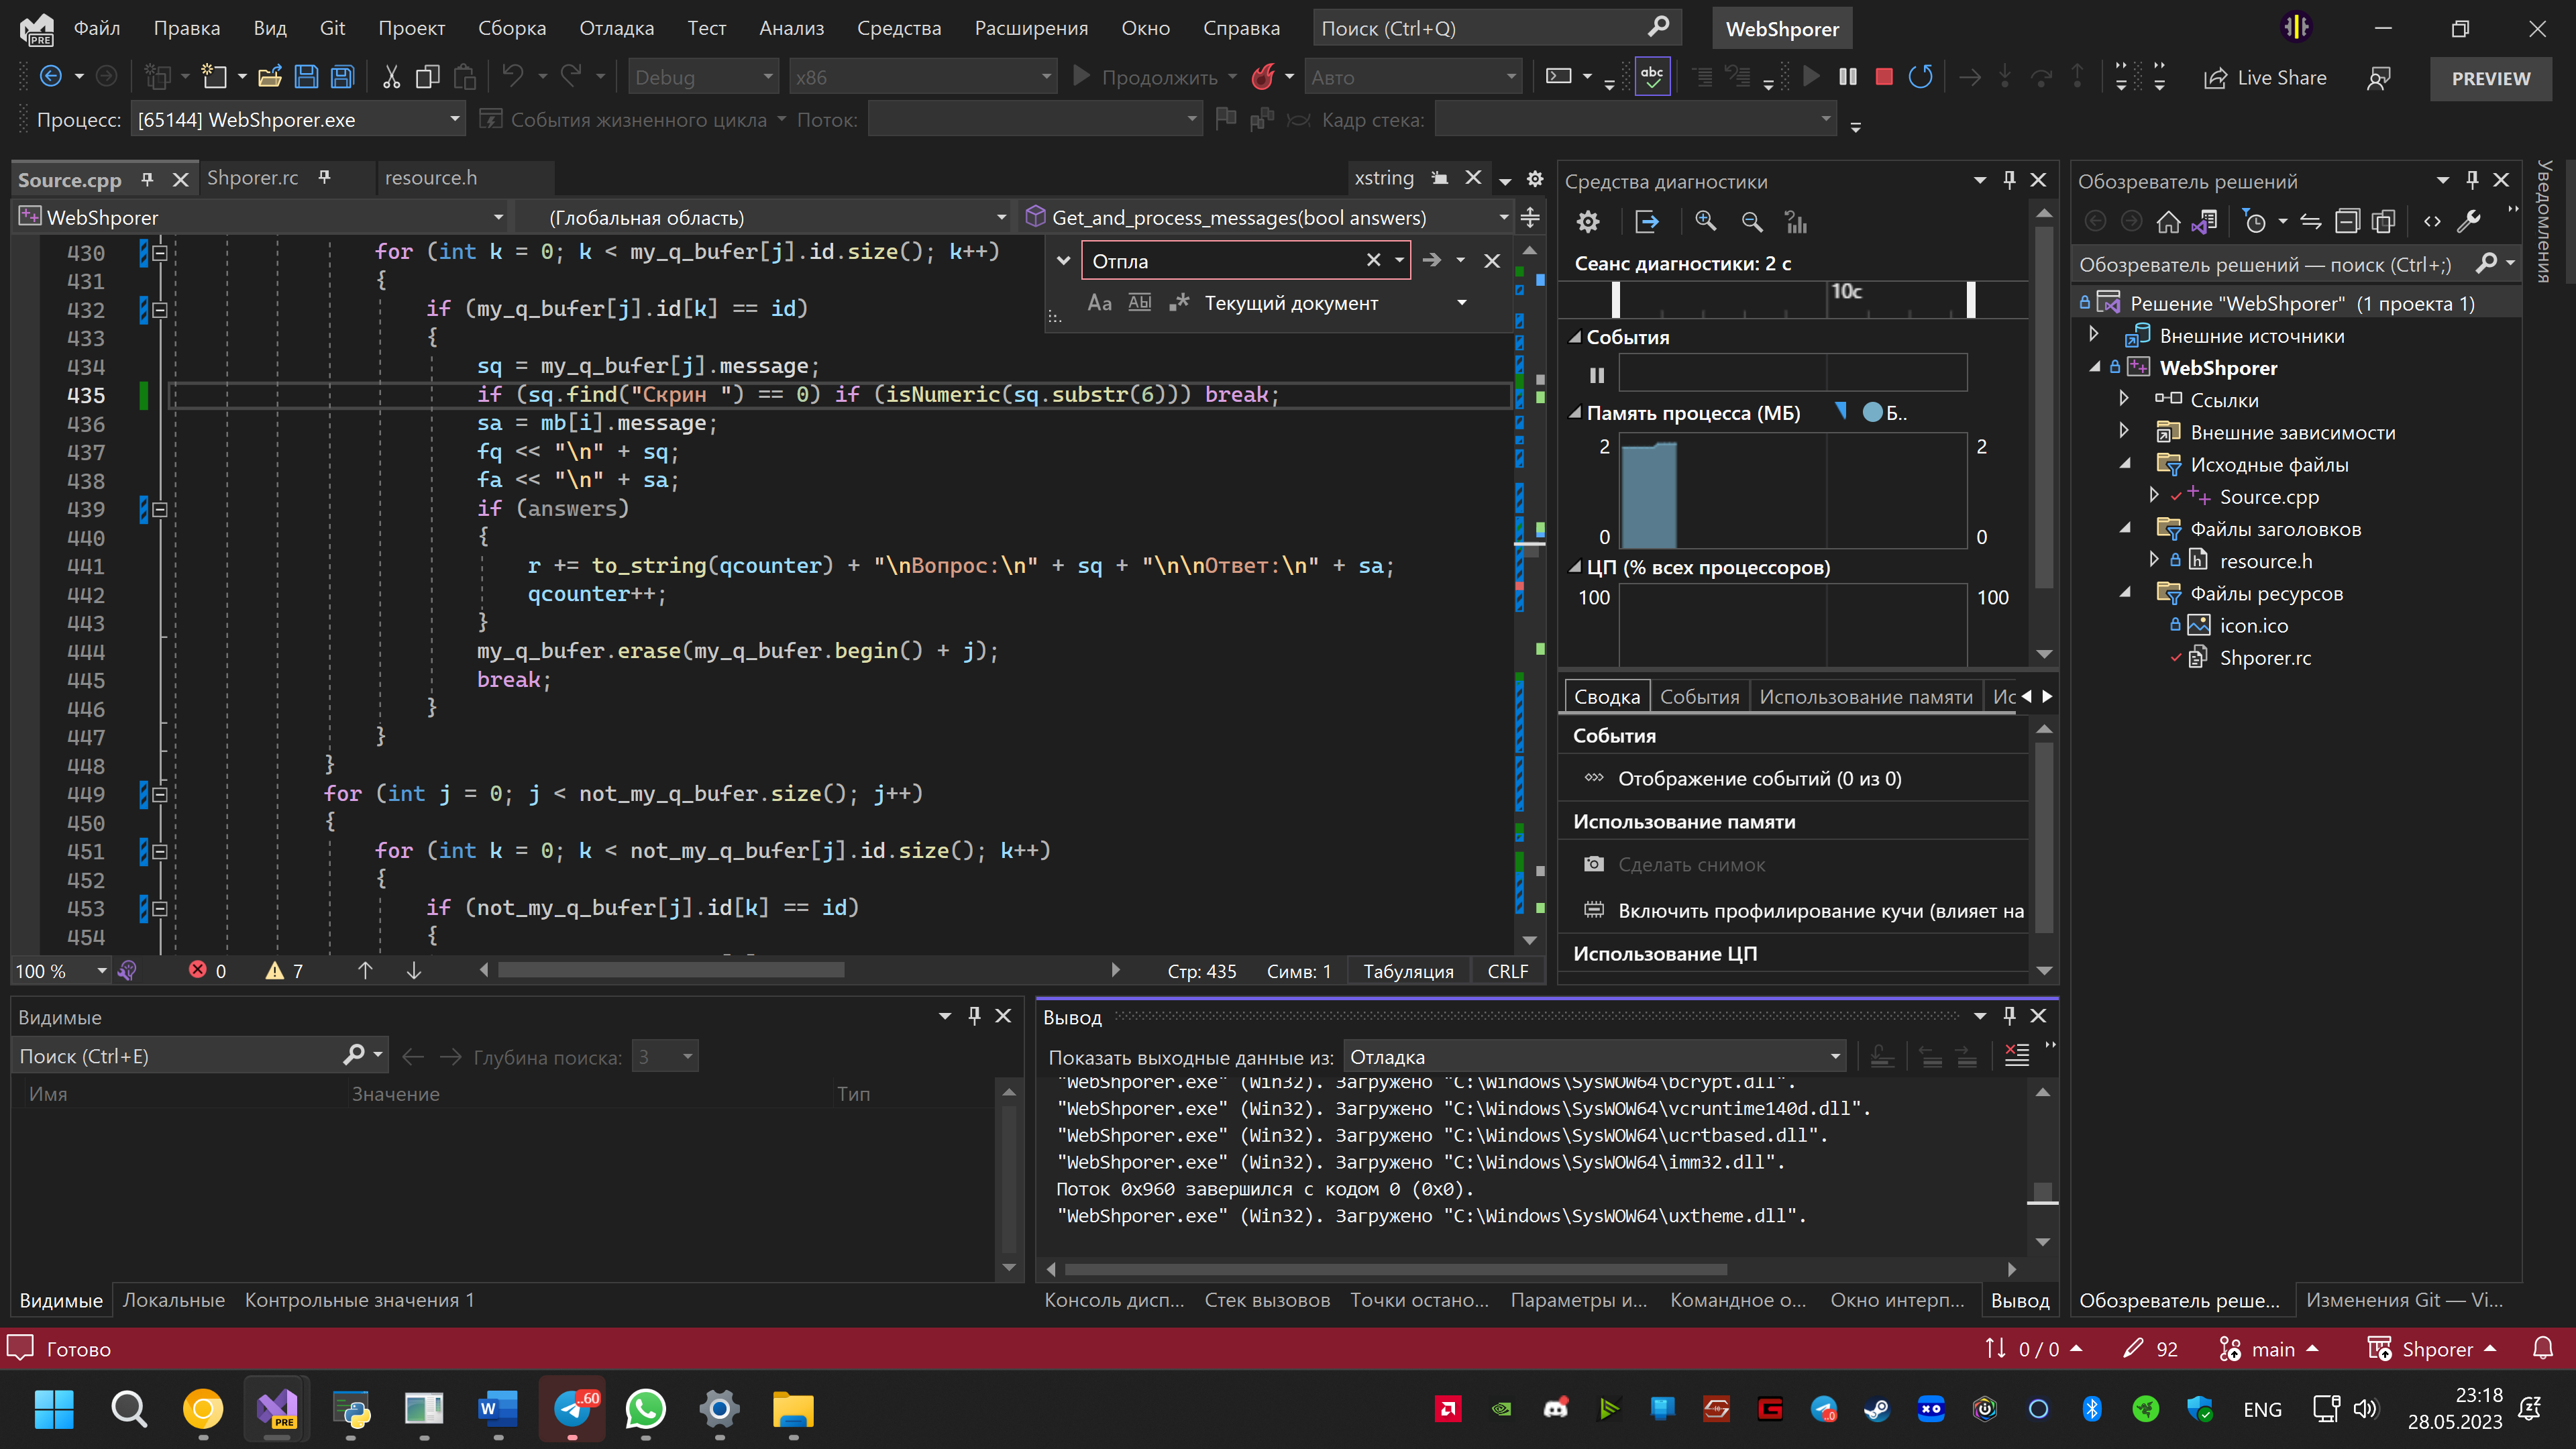 Файл Правка Вид Git Проект Сборка Отладка Тест Анализ Средства Расширения Окно Справка Поиск (Ctrl+Q) WebShporer
PRE
Debug x86 Продолжить Авто abc Live Share PREVIEW
Процесс: [65144] WebShporer.exe События жизненного цикла Поток: Кадр стека:
Source.cpp Shporer.rc resource.h xstring
WebShporer (Глобальная область) Get_and_process_messages(bool answers)
Отпла
Aa Ab| Текущий документ
430 for (int k = 0; k < my_q_bufer[j].id.size(); k++)
431 {
432 if (my_q_bufer[j].id[k] == id)
433 {
434 sq = my_q_bufer[j].message;
435 if (sq.find("Скрин ") == 0) if (isNumeric(sq.substr(6))) break;
436 sa = mb[i].message;
437 fq << "\n" + sq;
438 fa << "\n" + sa;
439 if (answers)
440 {
441 r += to_string(qcounter) + "\nВопрос:\n" + sq + "\n\nОтвет:\n" + sa;
442 qcounter++;
443 }
444 my_q_bufer.erase(my_q_bufer.begin() + j);
445 break;
446 }
447 }
448 }
449 for (int j = 0; j < not_my_q_bufer.size(); j++)
450 {
451 for (int k = 0; k < not_my_q_bufer[j].id.size(); k++)
452 {
453 if (not_my_q_bufer[j].id[k] == id)
454 {
100 % 0 7 Стр: 435 Симв: 1 Табуляция CRLF
Средства диагностики
Сеанс диагностики: 2 с
10с
События
Память процесса (МБ) Б..
2 2
0 0
ЦП (% всех процессоров)
100 100
Сводка События Использование памяти Ис
События
Отображение событий (0 из 0)
Использование памяти
Сделать снимок
Включить профилирование кучи (влияет на
Использование ЦП
Обозреватель решений
Обозреватель решений — поиск (Ctrl+;)
Решение "WebShporer" (1 проекта 1)
Внешние источники
WebShporer
Ссылки
Внешние зависимости
Исходные файлы
Source.cpp
Файлы заголовков
resource.h
Файлы ресурсов
icon.ico
Shporer.rc
Уведомления
Видимые
Поиск (Ctrl+E) Глубина поиска: 3
Имя Значение Тип
Видимые Локальные Контрольные значения 1
Вывод
Показать выходные данные из: Отладка
"WebShporer.exe" (Win32). Загружено "C:\Windows\SysWOW64\bcrypt.dll".
"WebShporer.exe" (Win32). Загружено "C:\Windows\SysWOW64\vcruntime140d.dll".
"WebShporer.exe" (Win32). Загружено "C:\Windows\SysWOW64\ucrtbased.dll".
"WebShporer.exe" (Win32). Загружено "C:\Windows\SysWOW64\imm32.dll".
Поток 0x960 завершился с кодом 0 (0x0).
"WebShporer.exe" (Win32). Загружено "C:\Windows\SysWOW64\uxtheme.dll".
Консоль дисп... Стек вызовов Точки остано... Параметры и... Командное о... Окно интерп... Вывод
Обозреватель реше... Изменения Git — Vi...
Готово 0 / 0 92 main Shporer
PRE W ..60 XO ENG 23:18
28.05.2023